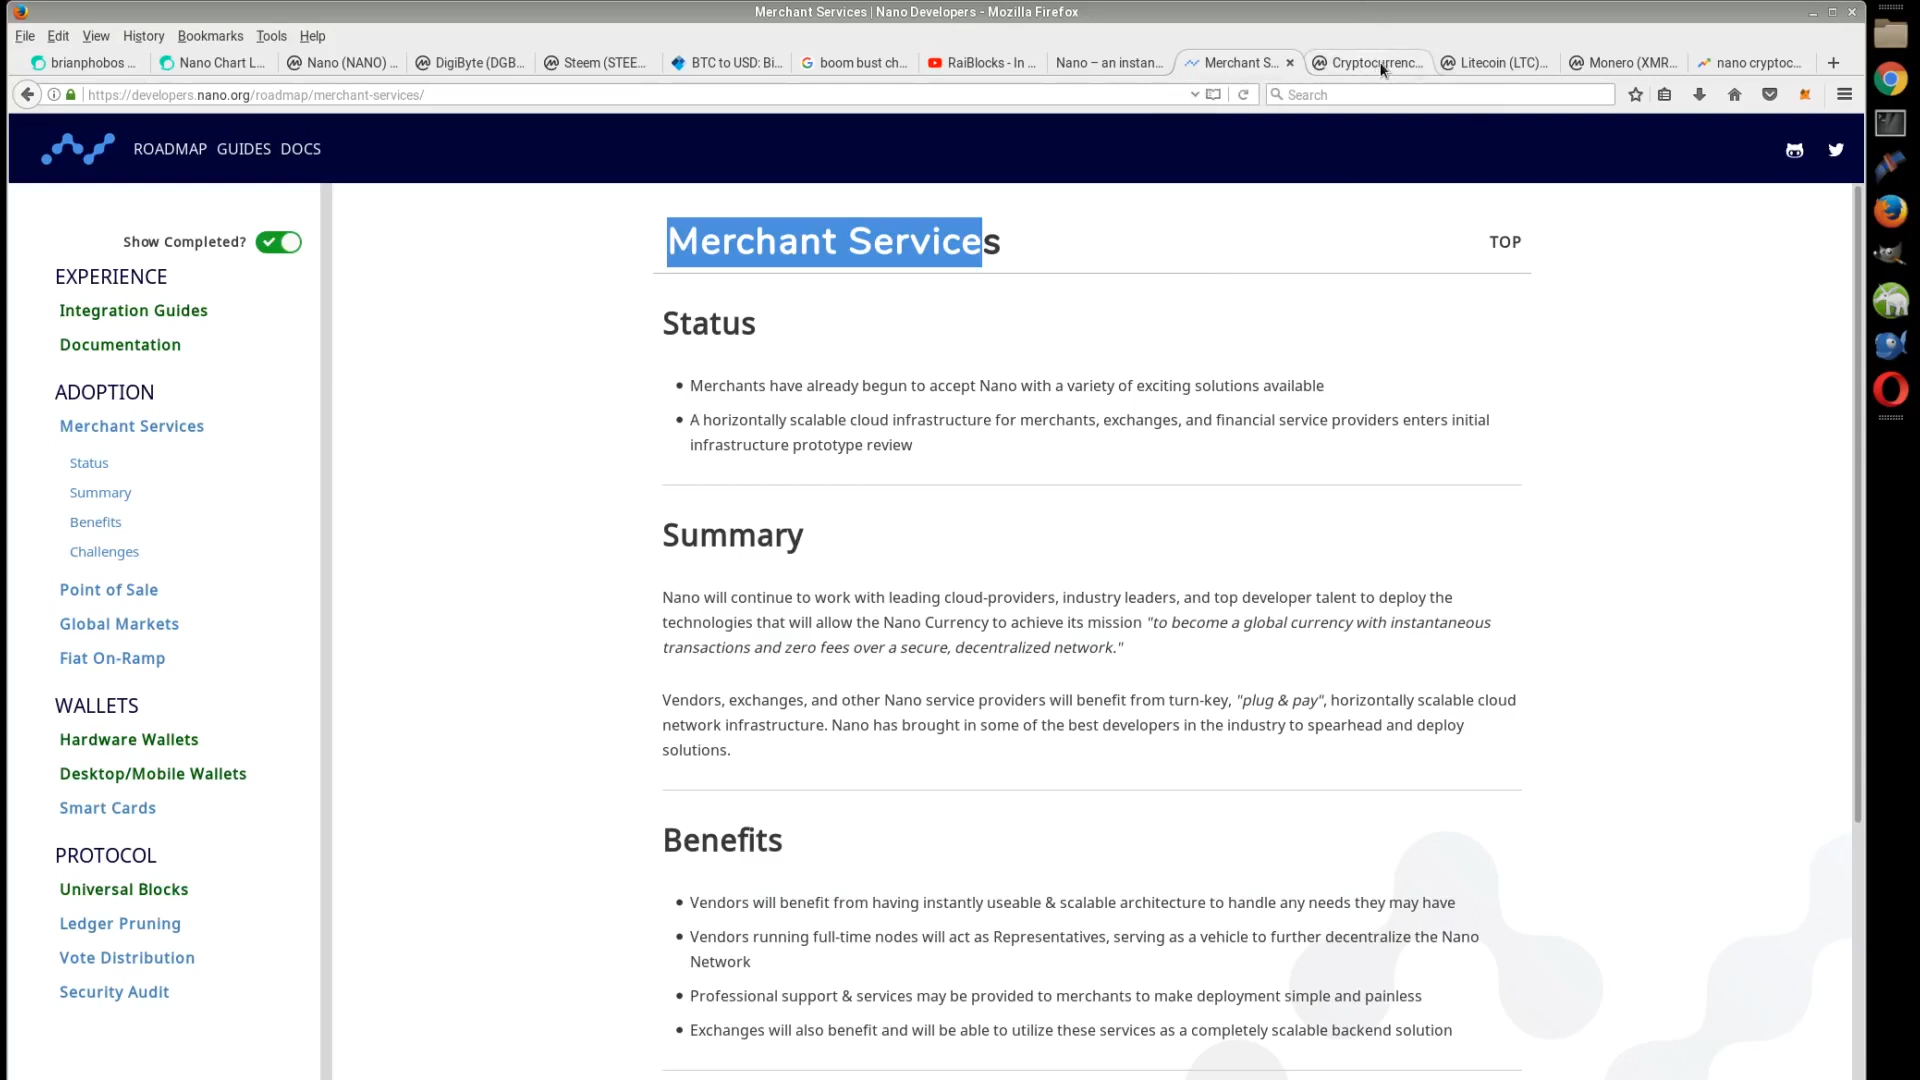 Merchant Services | Nano Developers - Mozilla Firefox
File Edit View History Bookmarks Tools Help
brianphobos ... Nano Chart L... Nano (NANO) ... DigiByte (DGB... Steem (STEE... BTC to USD: Bi... boom bust ch... RaiBlocks - In ... Nano – an instan... Merchant S... Cryptocurrenc... Litecoin (LTC)... Monero (XMR... nano cryptoc...
https://developers.nano.org/roadmap/merchant-services/ Search
ROADMAP GUIDES DOCS
Show Completed?
EXPERIENCE
Integration Guides
Documentation
ADOPTION
Merchant Services
Status
Summary
Benefits
Challenges
Point of Sale
Global Markets
Fiat On-Ramp
WALLETS
Hardware Wallets
Desktop/Mobile Wallets
Smart Cards
PROTOCOL
Universal Blocks
Ledger Pruning
Vote Distribution
Security Audit
Merchant Services TOP
Status
• Merchants have already begun to accept Nano with a variety of exciting solutions available
• A horizontally scalable cloud infrastructure for merchants, exchanges, and financial service providers enters initial
infrastructure prototype review
Summary
Nano will continue to work with leading cloud-providers, industry leaders, and top developer talent to deploy the
technologies that will allow the Nano Currency to achieve its mission "to become a global currency with instantaneous
transactions and zero fees over a secure, decentralized network."
Vendors, exchanges, and other Nano service providers will benefit from turn-key, "plug & pay", horizontally scalable cloud
network infrastructure. Nano has brought in some of the best developers in the industry to spearhead and deploy
solutions.
Benefits
• Vendors will benefit from having instantly useable & scalable architecture to handle any needs they may have
• Vendors running full-time nodes will act as Representatives, serving as a vehicle to further decentralize the Nano
Network
• Professional support & services may be provided to merchants to make deployment simple and painless
• Exchanges will also benefit and will be able to utilize these services as a completely scalable backend solution